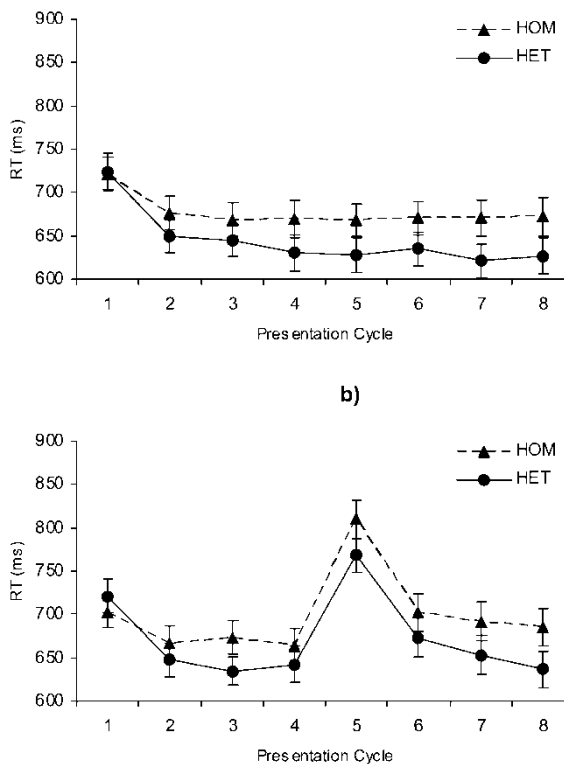 900
850
800
750
700
650
600
RT (ms)
HOM
HET
1 2 3 4 5 6 7 8
Presentation Cycle
b)
900
850
800
750
700
650
600
RT (ms)
HOM
HET
1 2 3 4 5 6 7 8
Presentation Cycle